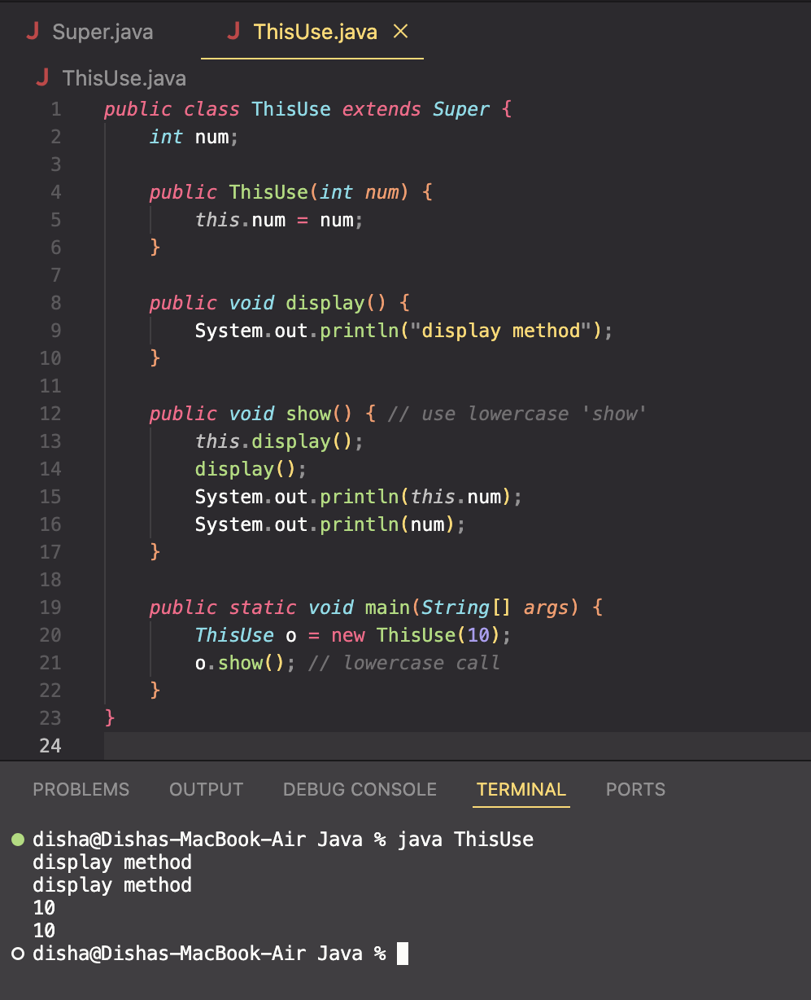 Super.java
ThisUse.java
ThisUse.java
1 public class ThisUse extends Super {
2     int num;
3
4     public ThisUse(int num) {
5         this.num = num;
6     }
7
8     public void display() {
9         System.out.println("display method");
10     }
11
12     public void show() { // use lowercase 'show'
13         this.display();
14         display();
15         System.out.println(this.num);
16         System.out.println(num);
17     }
18
19     public static void main(String[] args) {
20         ThisUse o = new ThisUse(10);
21         o.show(); // lowercase call
22     }
23 }
24
PROBLEMS OUTPUT DEBUG CONSOLE TERMINAL PORTS
disha@Dishas-MacBook-Air Java % java ThisUse
display method
display method
10
10
disha@Dishas-MacBook-Air Java %